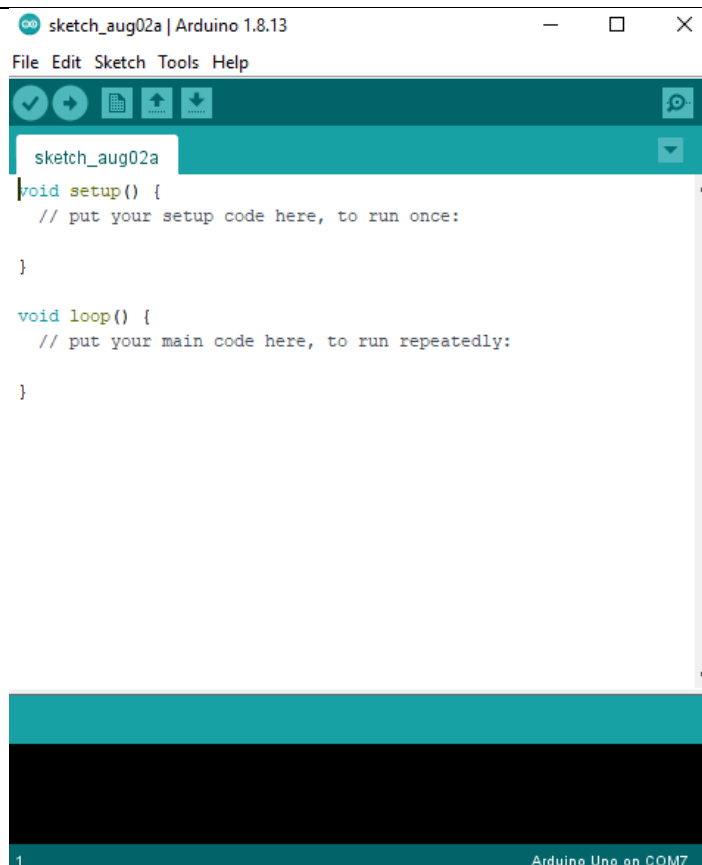 sketch_aug02a | Arduino 1.8.13
File Edit Sketch Tools Help
sketch_aug02a
void setup() {
  // put your setup code here, to run once:
}
void loop() {
  // put your main code here, to run repeatedly:
}
1 Arduino Uno on COM7